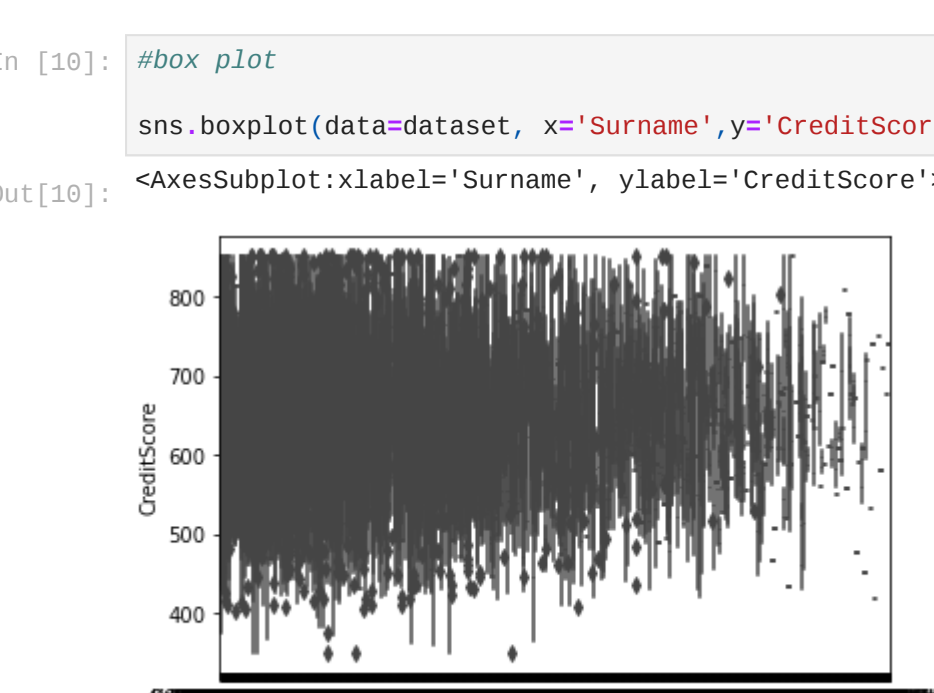 In [10]:
#box plot
sns.boxplot(data=dataset, x='Surname',y='CreditScor
Out[10]:
<AxesSubplot:xlabel='Surname', ylabel='CreditScore'>
800
700
600
500
400
CreditScore